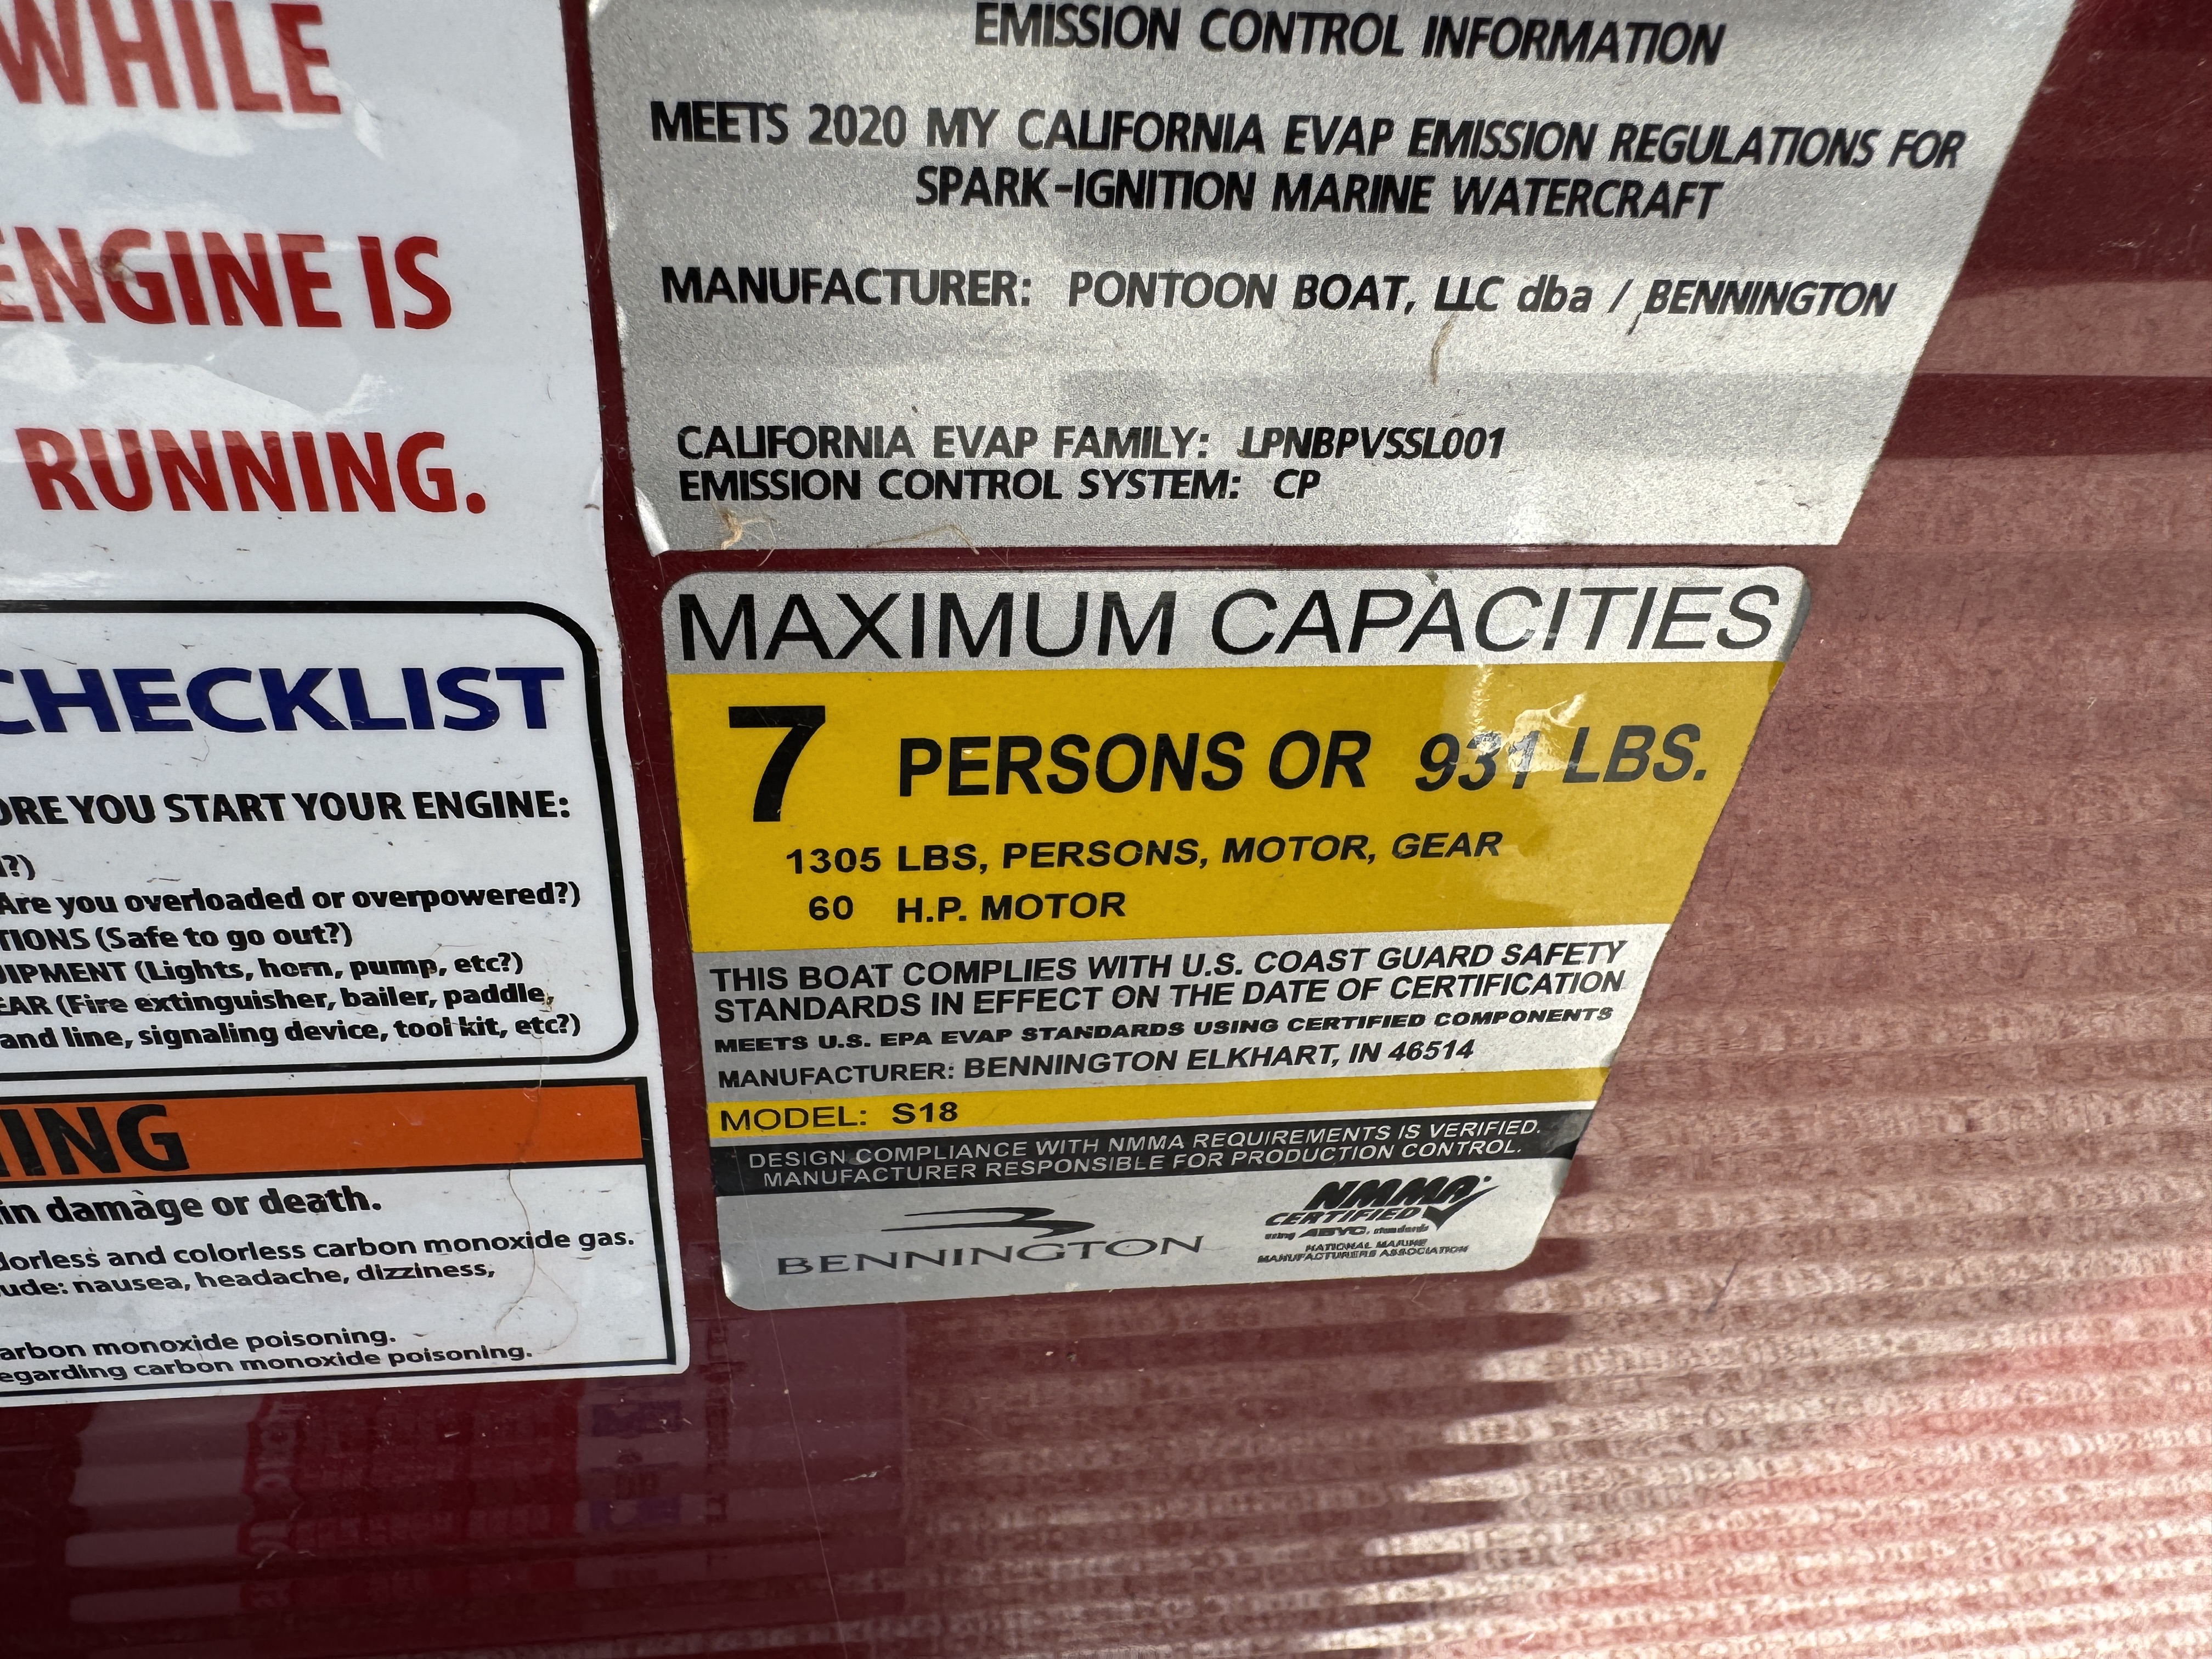 WHILE
ENGINE IS
RUNNING.
CHECKLIST
ORE YOU START YOUR ENGINE:
?)
Are you overloaded or overpowered?)
TIONS (Safe to go out?)
UIPMENT (Lights, horn, pump, etc?)
EAR (Fire extinguisher, bailer, paddle,
and line, signaling device, tool kit, etc?)
ING
in damage or death.
dorless and colorless carbon monoxide gas.
ude: nausea, headache, dizziness,
arbon monoxide poisoning.
egarding carbon monoxide poisoning.
EMISSION CONTROL INFORMATION
MEETS 2020 MY CALIFORNIA EVAP EMISSION REGULATIONS FOR
SPARK-IGNITION MARINE WATERCRAFT
MANUFACTURER: PONTOON BOAT, LLC dba / BENNINGTON
CALIFORNIA EVAP FAMILY: LPNBPVSSL001
EMISSION CONTROL SYSTEM: CP
MAXIMUM CAPACITIES
7 PERSONS OR 931 LBS.
1305 LBS, PERSONS, MOTOR, GEAR
60 H.P. MOTOR
THIS BOAT COMPLIES WITH U.S. COAST GUARD SAFETY
STANDARDS IN EFFECT ON THE DATE OF CERTIFICATION
MEETS U.S. EPA EVAP STANDARDS USING CERTIFIED COMPONENTS
MANUFACTURER: BENNINGTON ELKHART, IN 46514
MODEL: S18
DESIGN COMPLIANCE WITH NMMA REQUIREMENTS IS VERIFIED.
MANUFACTURER RESPONSIBLE FOR PRODUCTION CONTROL.
BENNINGTON
NMMA
CERTIFIED
using ABYC. standards
NATIONAL MARINE
MANUFACTURERS ASSOCIATION